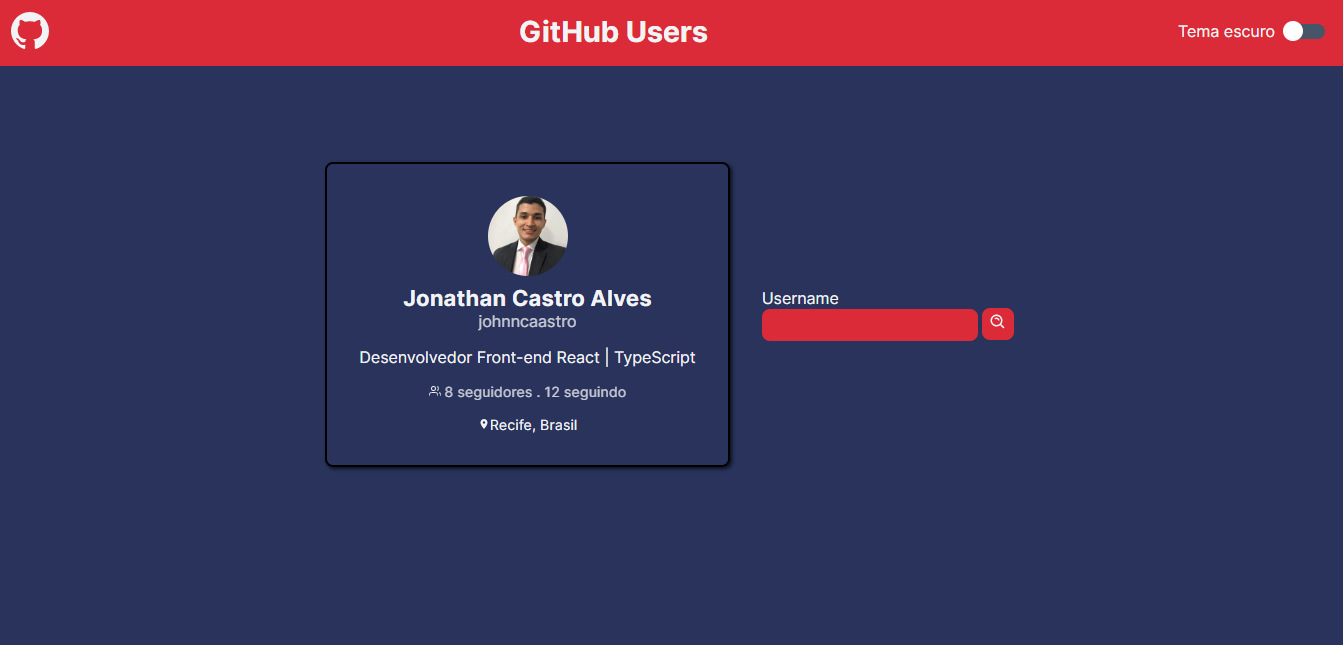 GitHub Users
Tema escuro
Jonathan Castro Alves
johnncaastro
Desenvolvedor Front-end React | TypeScript
8 seguidores . 12 seguindo
Recife, Brasil
Username